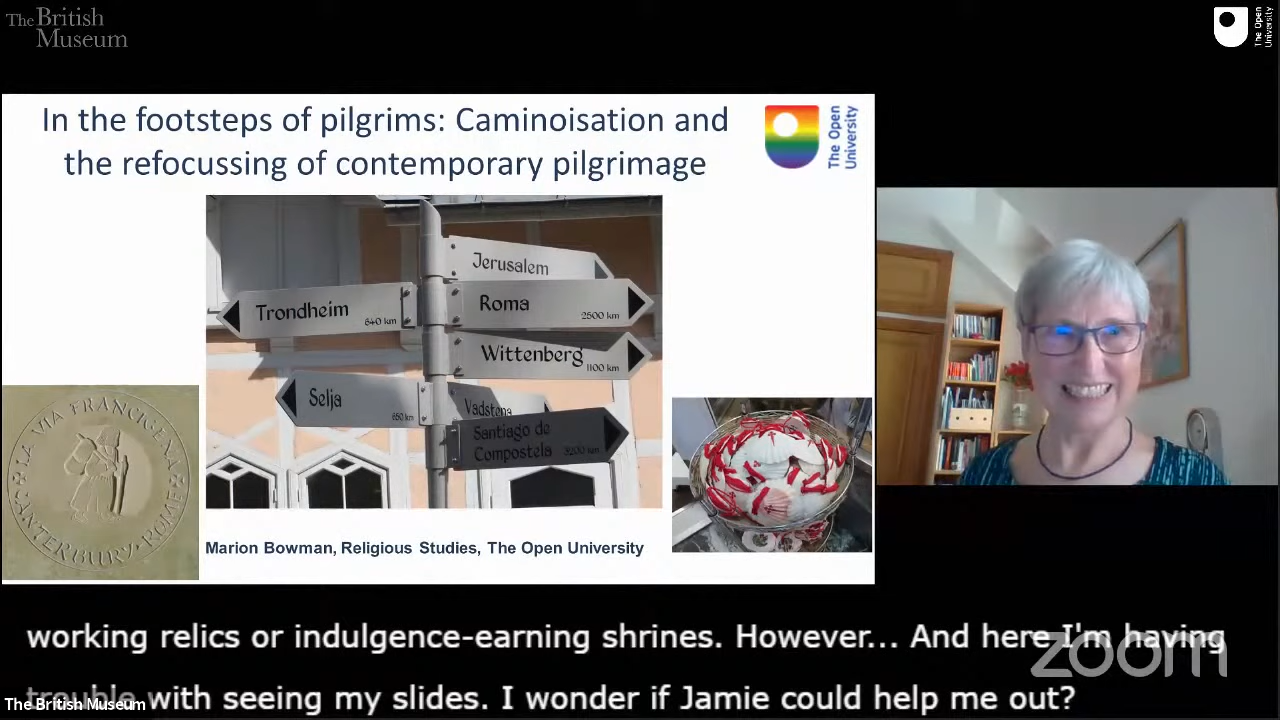 The British
Museum
The Open
University
In the footsteps of pilgrims: Caminoisation and
the refocussing of contemporary pilgrimage
The Open
University
Jerusalem
Trondheim
640 km
Roma
2500 km
Wittenberg
1100 km
Selja
650 km
Vadstena
Santiago de
Compostela
3200 km
LA VIA FRANCIGENA
CANTERBURY · ROME
Marion Bowman, Religious Studies, The Open University
working relics or indulgence-earning shrines. However... And here I'm having
trouble with seeing my slides. I wonder if Jamie could help me out?
zoom
The British Museum